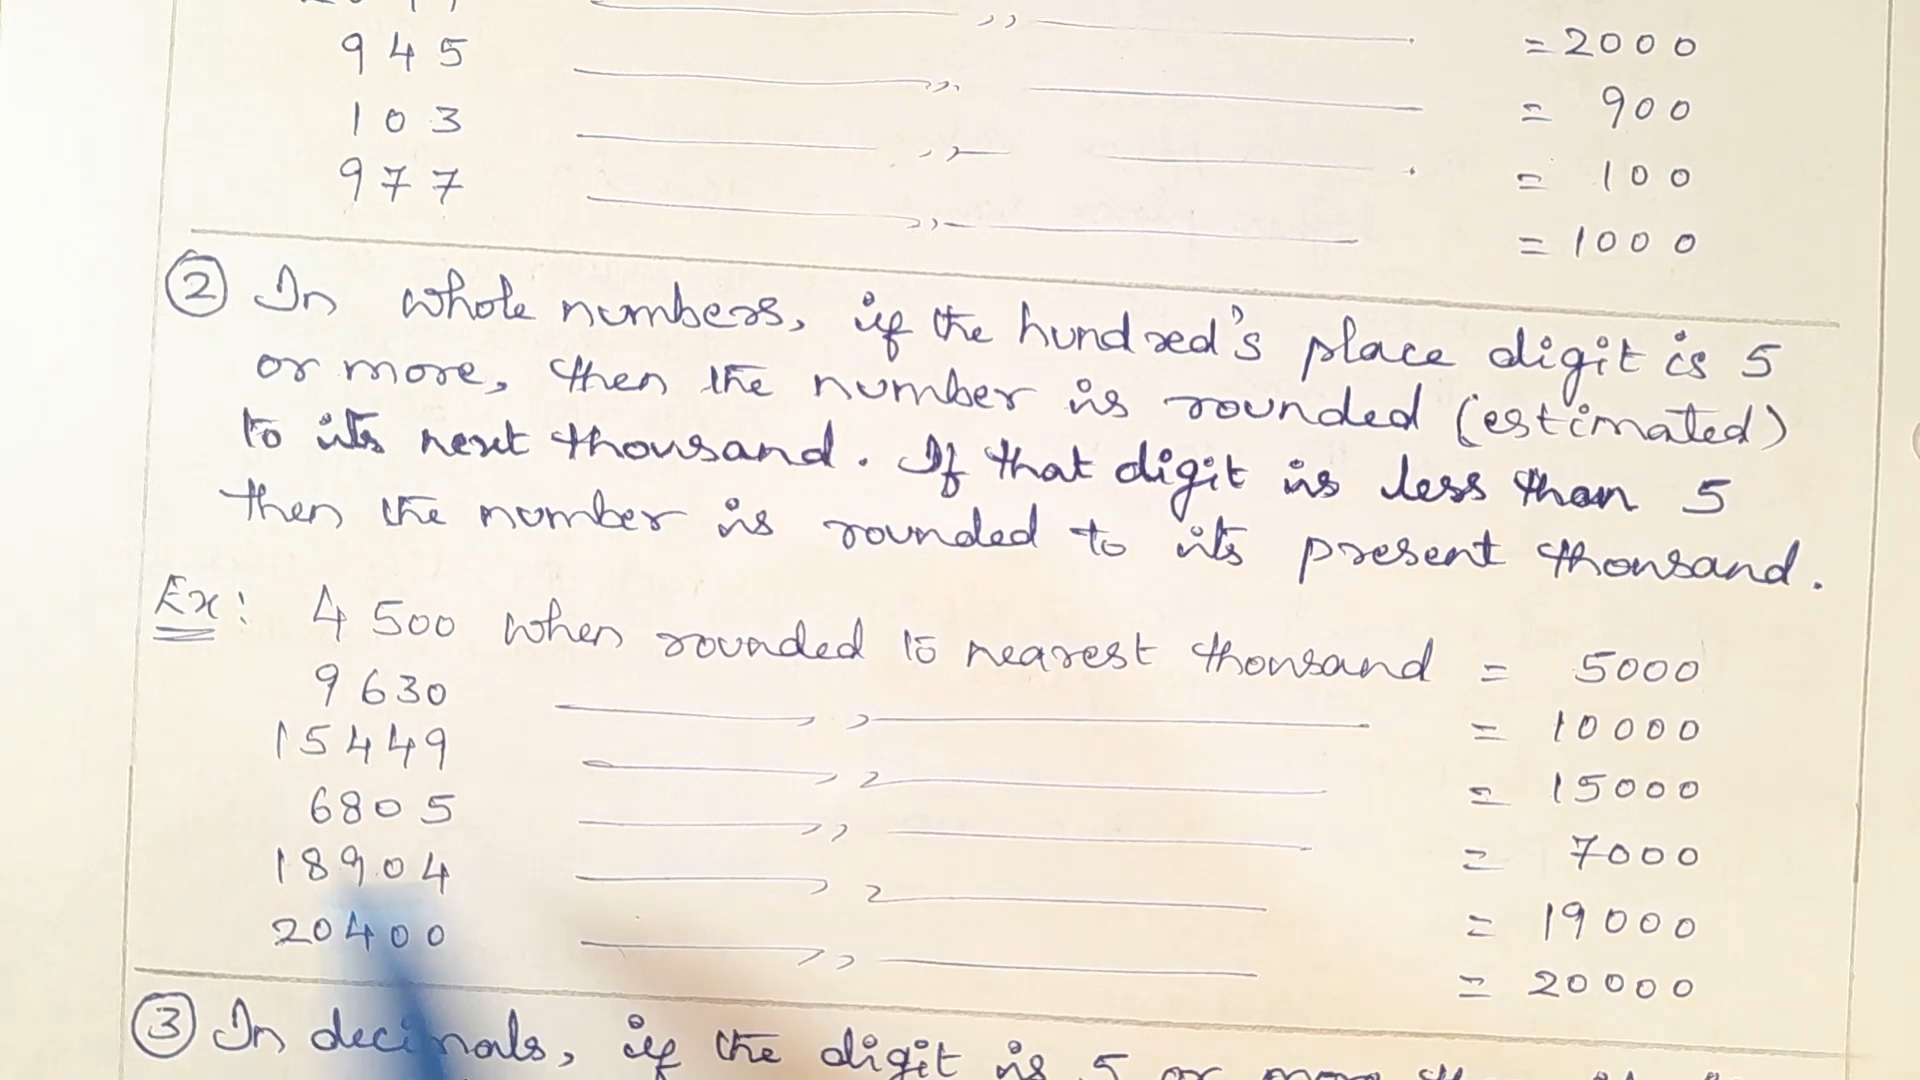 ,, = 2000
945 ,, = 900
103 ,, = 100
977 ,, = 1000
② In whole numbers, if the hundred's place digit is 5
or more, then the number is rounded (estimated)
to its next thousand. If that digit is less than 5
then the number is rounded to its present thousand.
Ex: 4500 when rounded to nearest thousand = 5000
9630 ,, = 10000
15449 ,, = 15000
6805 ,, = 7000
18904 ,, = 19000
20400 ,, = 20000
③ In decimals, if the digit is 5 or more